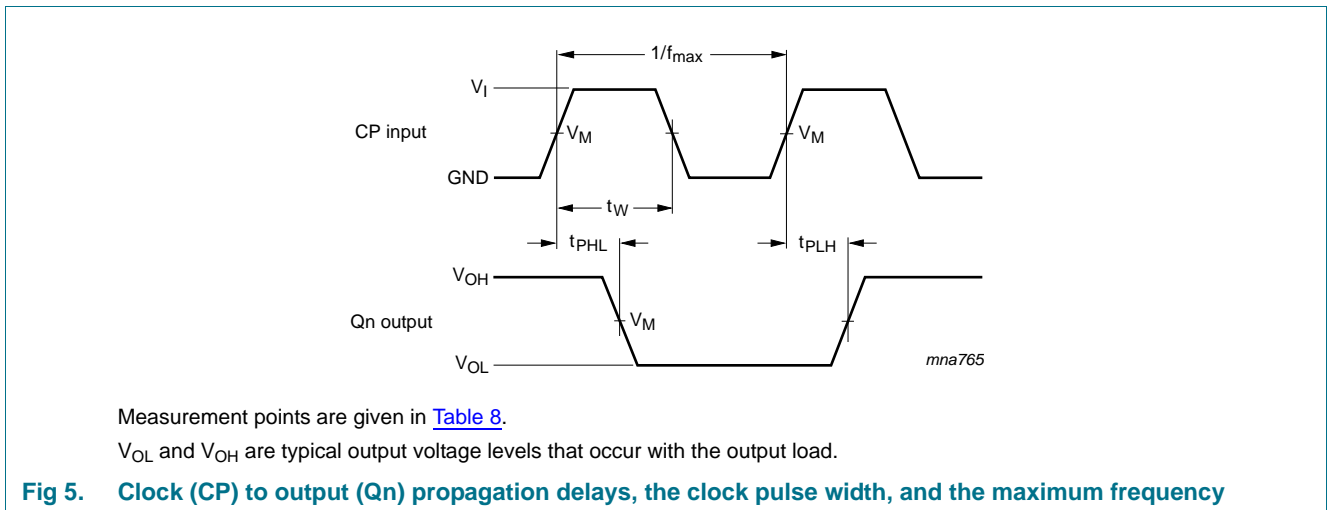 1/fmax
VI
CP input
VM
VM
GND
tW
tPHL
tPLH
VOH
Qn output
VM
VOL
mna765
Measurement points are given in Table 8.
VOL and VOH are typical output voltage levels that occur with the output load.
Fig 5. Clock (CP) to output (Qn) propagation delays, the clock pulse width, and the maximum frequency